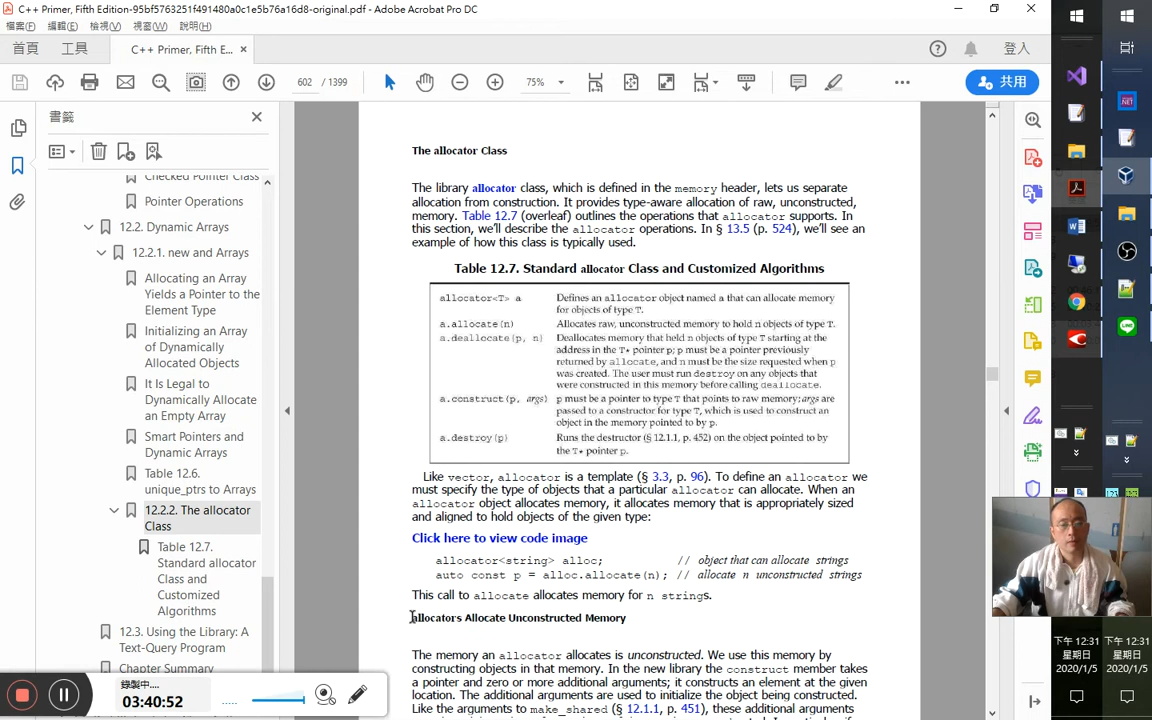 C++ Primer, Fifth Edition-95bf5763251f491480a0c1e5b76a16d8-original.pdf - Adobe Acrobat Pro DC
檔案(F) 編輯(E) 檢視(V) 視窗(W) 說明(H)
首頁 工具 C++ Primer, Fifth E... × 登入
602 / 1399 75% 共用
書籤
Checked Pointer Class
Pointer Operations
12.2. Dynamic Arrays
12.2.1. new and Arrays
Allocating an Array
Yields a Pointer to the
Element Type
Initializing an Array
of Dynamically
Allocated Objects
It Is Legal to
Dynamically Allocate
an Empty Array
Smart Pointers and
Dynamic Arrays
Table 12.6.
unique_ptrs to Arrays
12.2.2. The allocator
Class
Table 12.7.
Standard allocator
Class and
Customized
Algorithms
12.3. Using the Library: A
Text-Query Program
Chapter Summary
The allocator Class
The library allocator class, which is defined in the memory header, lets us separate
allocation from construction. It provides type-aware allocation of raw, unconstructed,
memory. Table 12.7 (overleaf) outlines the operations that allocator supports. In
this section, we'll describe the allocator operations. In § 13.5 (p. 524), we'll see an
example of how this class is typically used.
Table 12.7. Standard allocator Class and Customized Algorithms
allocator<T> a Defines an allocator object named a that can allocate memory
for objects of type T.
a.allocate(n) Allocates raw, unconstructed memory to hold n objects of type T.
a.deallocate(p, n) Deallocates memory that held n objects of type T starting at the
address in the T* pointer p; p must be a pointer previously
returned by allocate, and n must be the size requested when p
was created. The user must run destroy on any objects that
were constructed in this memory before calling deallocate.
a.construct(p, args) p must be a pointer to type T that points to raw memory; args are
passed to a constructor for type T, which is used to construct an
object in the memory pointed to by p.
a.destroy(p) Runs the destructor (§ 12.1.1, p. 452) on the object pointed to by
the T* pointer p.
Like vector, allocator is a template (§ 3.3, p. 96). To define an allocator we
must specify the type of objects that a particular allocator can allocate. When an
allocator object allocates memory, it allocates memory that is appropriately sized
and aligned to hold objects of the given type:
Click here to view code image
allocator<string> alloc; // object that can allocate strings
auto const p = alloc.allocate(n); // allocate n unconstructed strings
This call to allocate allocates memory for n strings.
allocators Allocate Unconstructed Memory
The memory an allocator allocates is unconstructed. We use this memory by
constructing objects in that memory. In the new library the construct member takes
a pointer and zero or more additional arguments; it constructs an element at the given
location. The additional arguments are used to initialize the object being constructed.
Like the arguments to make_shared (§ 12.1.1, p. 451), these additional arguments
錄製中....
03:40:52
下午 12:31 下午 12:31
星期日 星期日
2020/1/5 2020/1/5